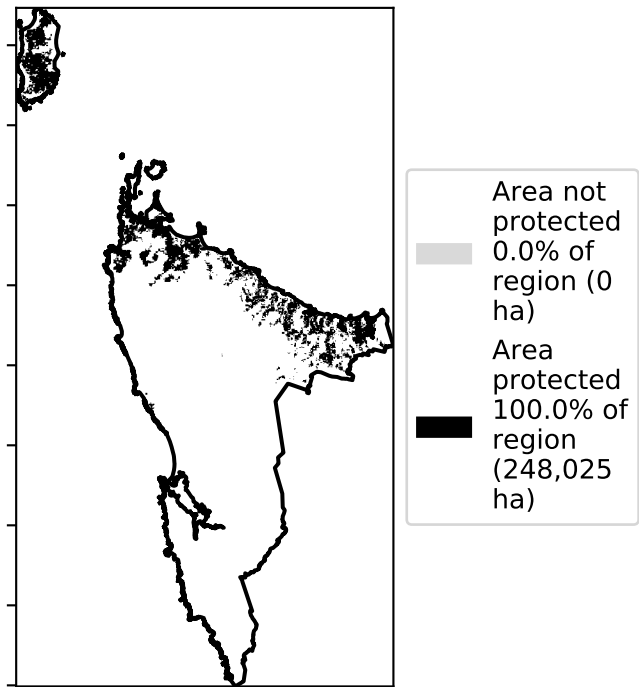 Area not
protected
0.0% of
region (0
ha)
Area
protected
100.0% of
region
(248,025
ha)